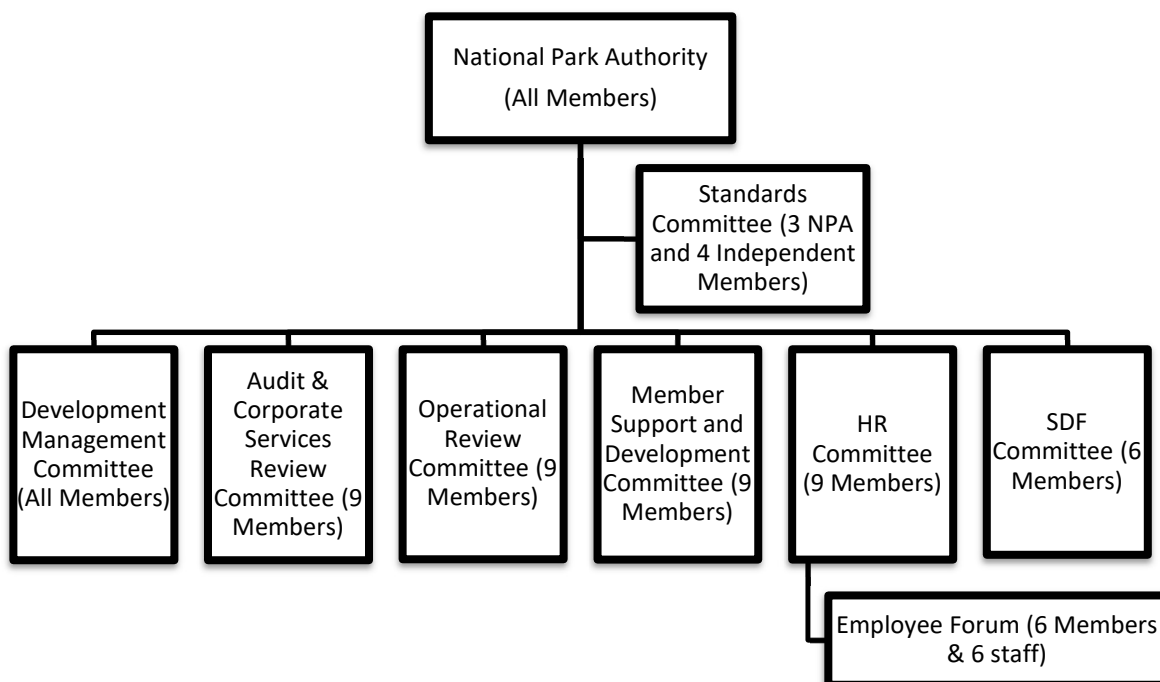 National Park Authority
(All Members)
Standards
Committee (3 NPA
and 4 Independent
Members)
Development
Management
Committee
(All Members)
Audit &
Corporate
Services
Review
Committee (9
Members)
Operational
Review
Committee (9
Members)
Member
Support and
Development
Committee (9
Members)
HR
Committee
(9 Members)
SDF
Committee (6
Members)
Employee Forum (6 Members
& 6 staff)